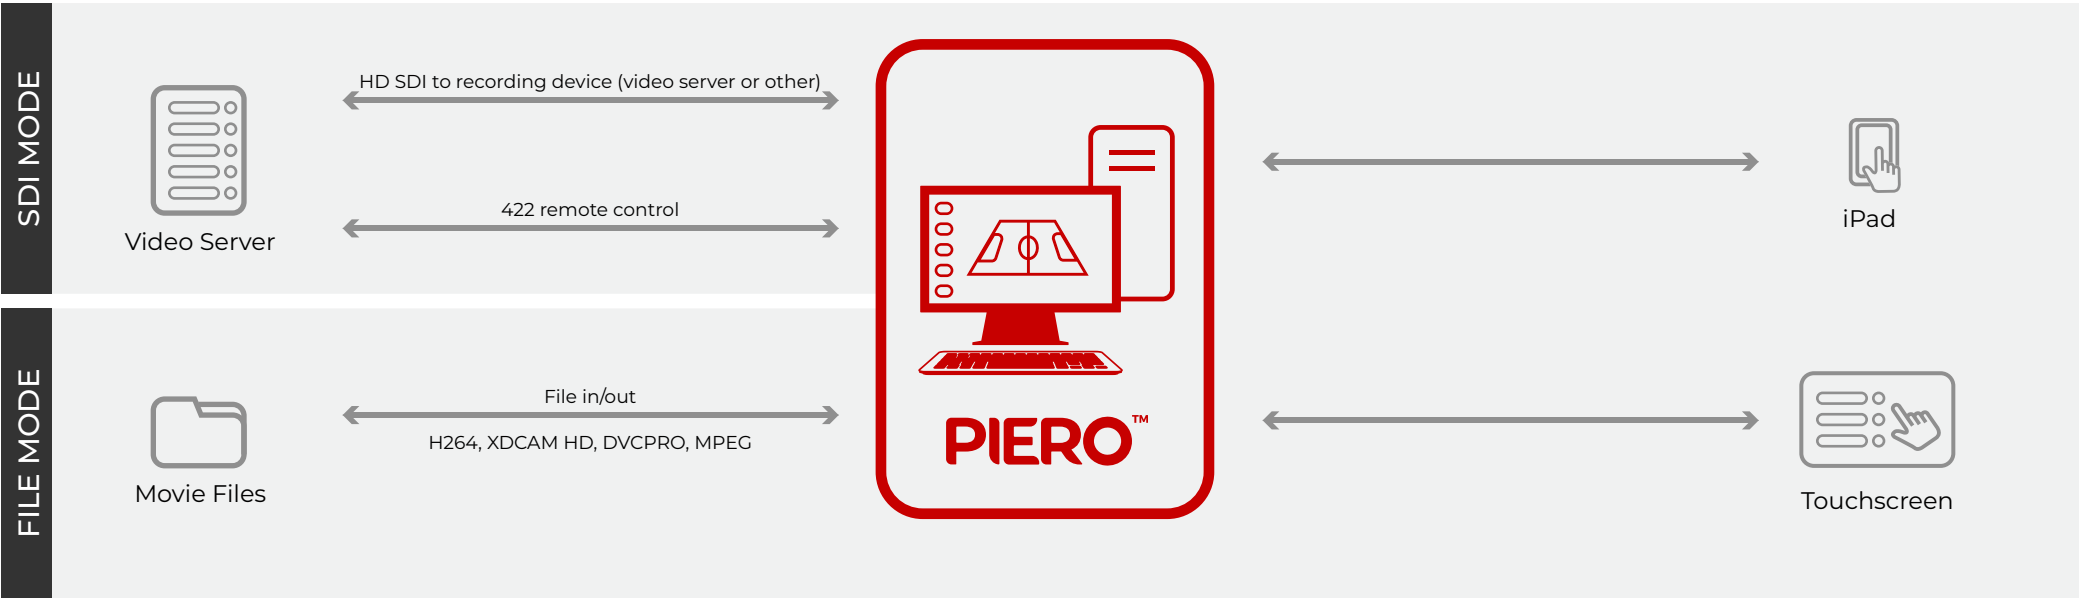 SDI MODE
HD SDI to recording device (video server or other)
422 remote control
Video Server
iPad
FILE MODE
File in/out
H264, XDCAM HD, DVCPRO, MPEG
Movie Files
PIERO™
Touchscreen